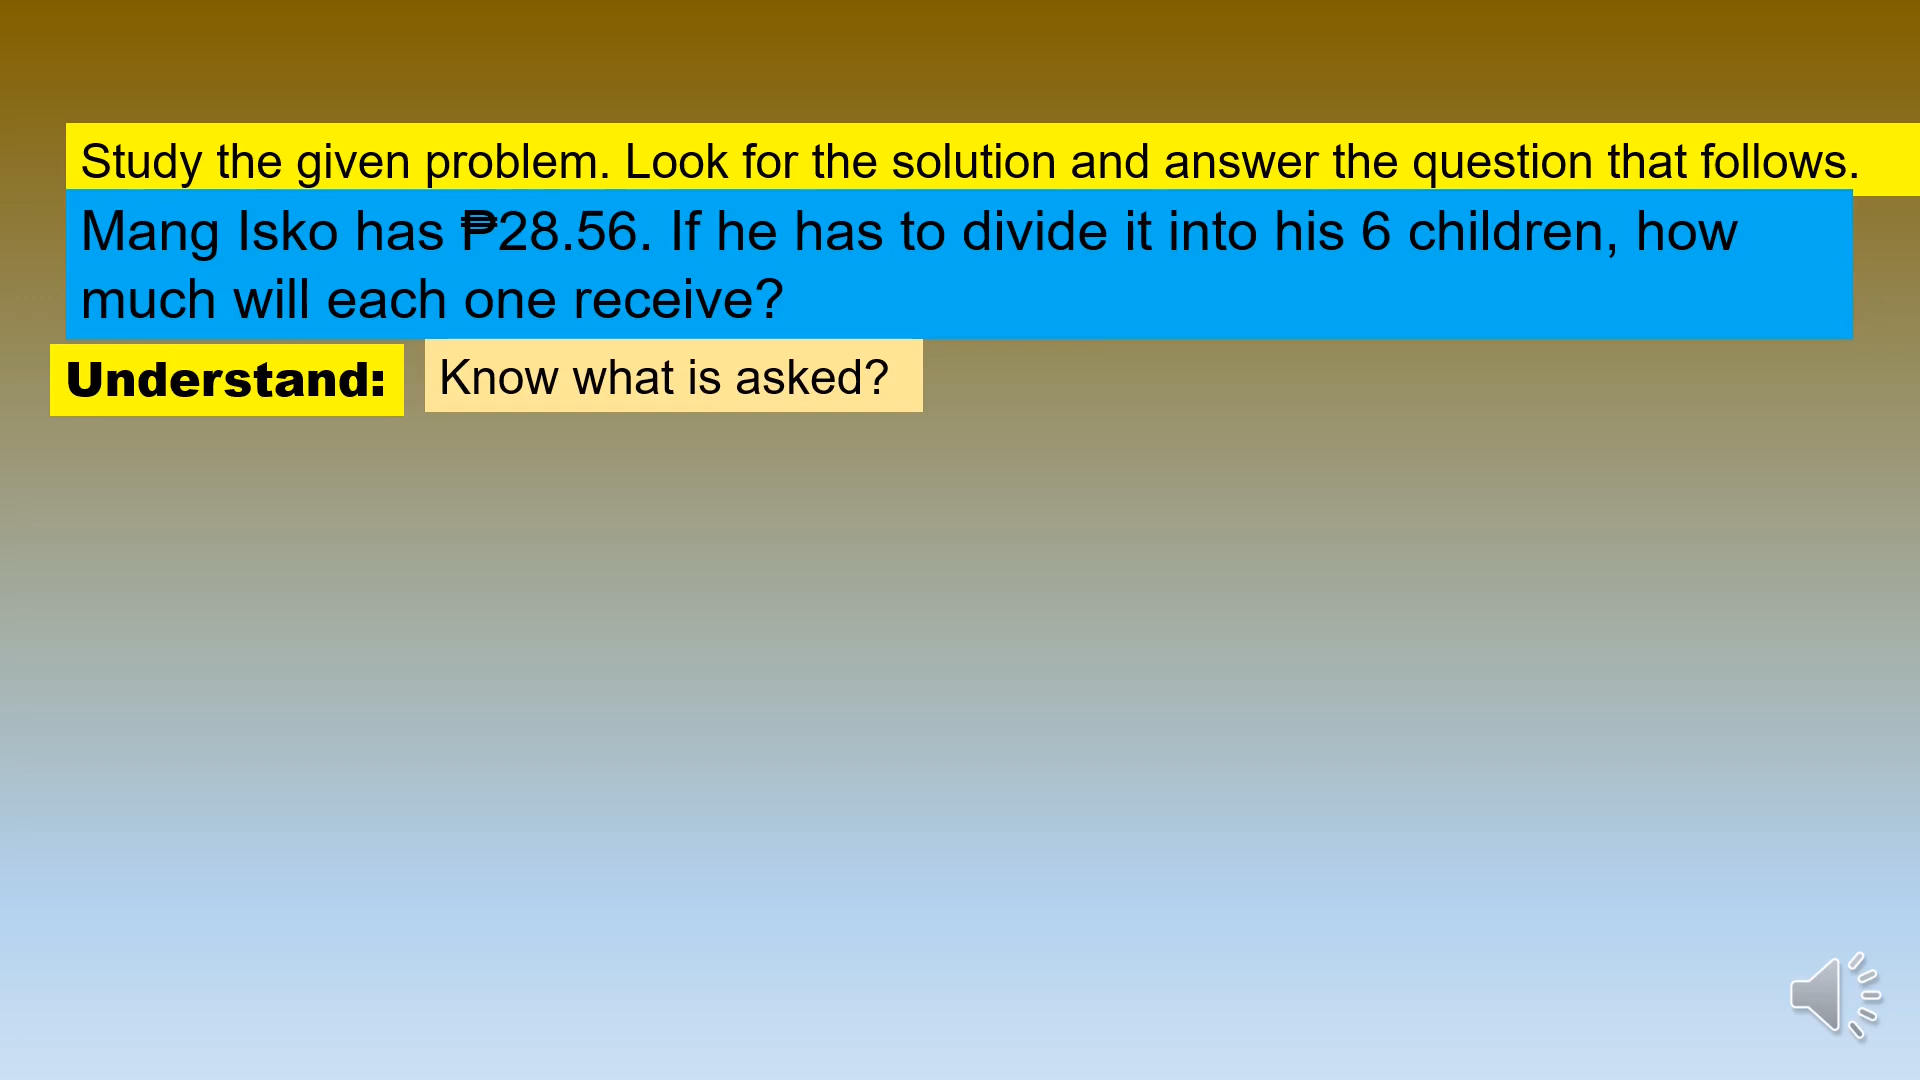 Study the given problem. Look for the solution and answer the question that follows.
Mang Isko has ₱28.56. If he has to divide it into his 6 children, how
much will each one receive?
Understand: Know what is asked?